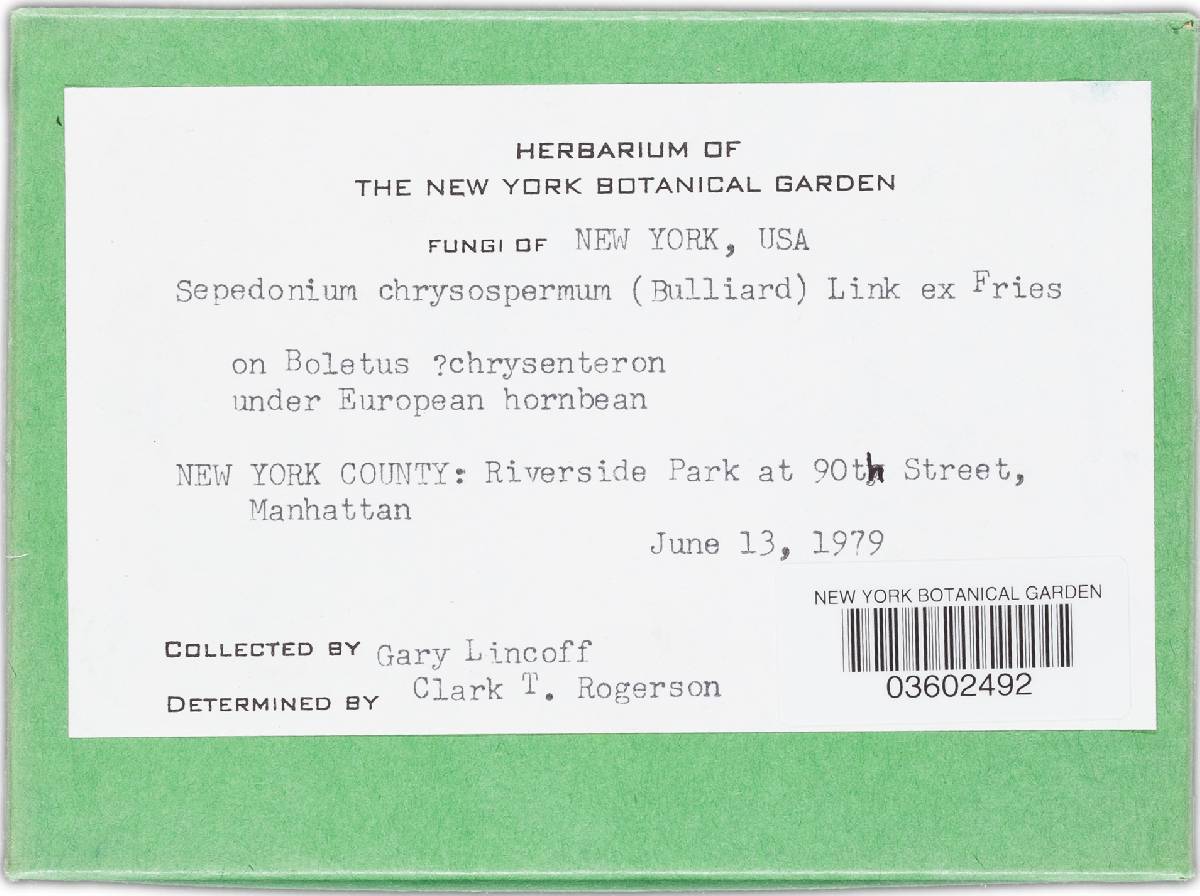 HERBARIUM OF
THE NEW YORK BOTANICAL GARDEN
FUNGI OF NEW YORK, USA
Sepedonium chrysospermum (Bulliard) Link ex Fries
on Boletus ?chrysenteron
under European hornbean
NEW YORK COUNTY: Riverside Park at 90th Street,
Manhattan
June 13, 1979
NEW YORK BOTANICAL GARDEN
03602492
COLLECTED BY Gary Lincoff
DETERMINED BY Clark T. Rogerson